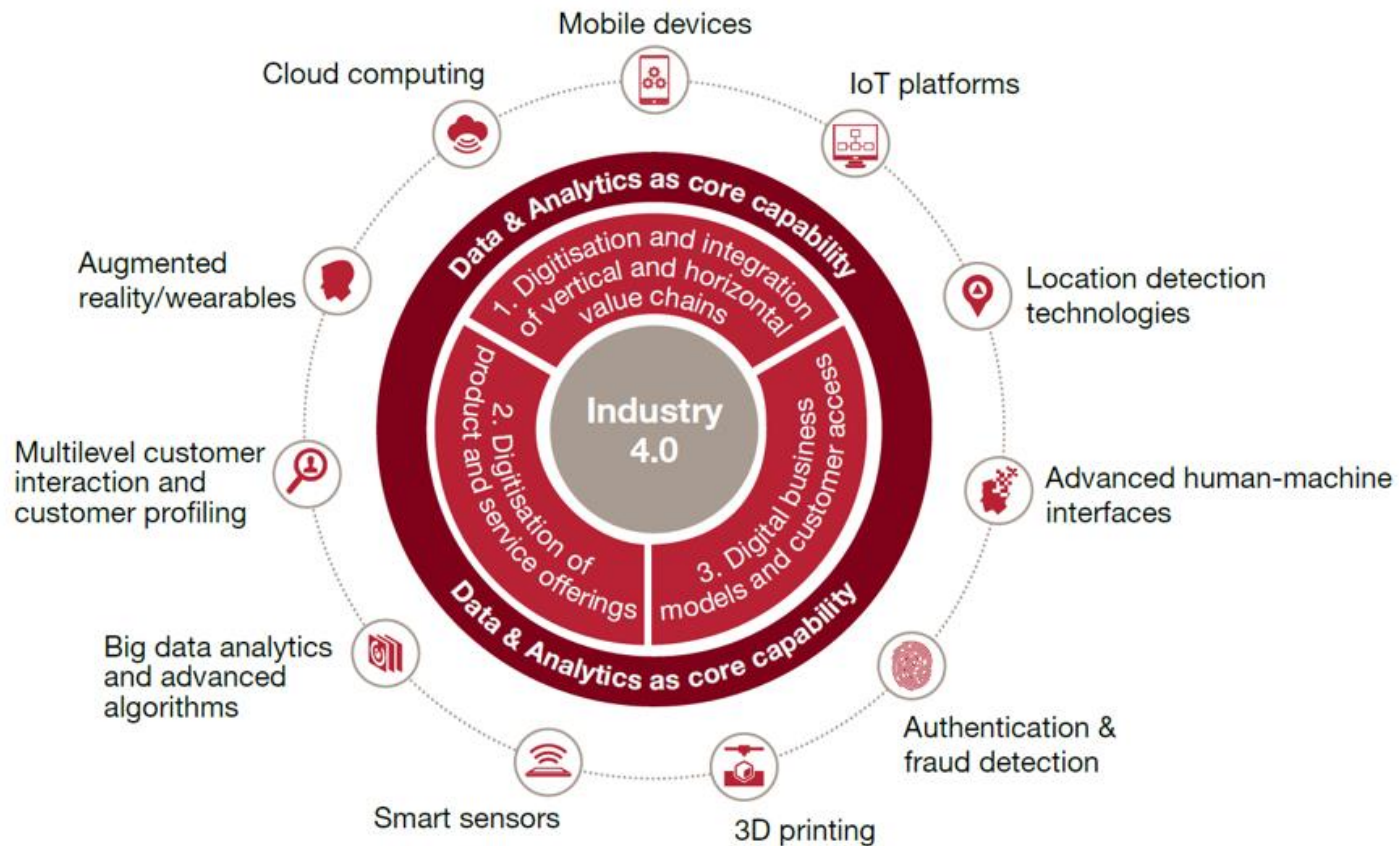 Mobile devices
Cloud computing
IoT platforms
Augmented
reality/wearables
Location detection
technologies
Multilevel customer
interaction and
customer profiling
Advanced human-machine
interfaces
Big data analytics
and advanced
algorithms
Authentication &
fraud detection
Smart sensors
3D printing
Data & Analytics as core capability
1. Digitisation and integration
of vertical and horizontal
value chains
2. Digitisation of
product and service offerings
3. Digital business
models and customer access
Industry
4.0
Data & Analytics as core capability